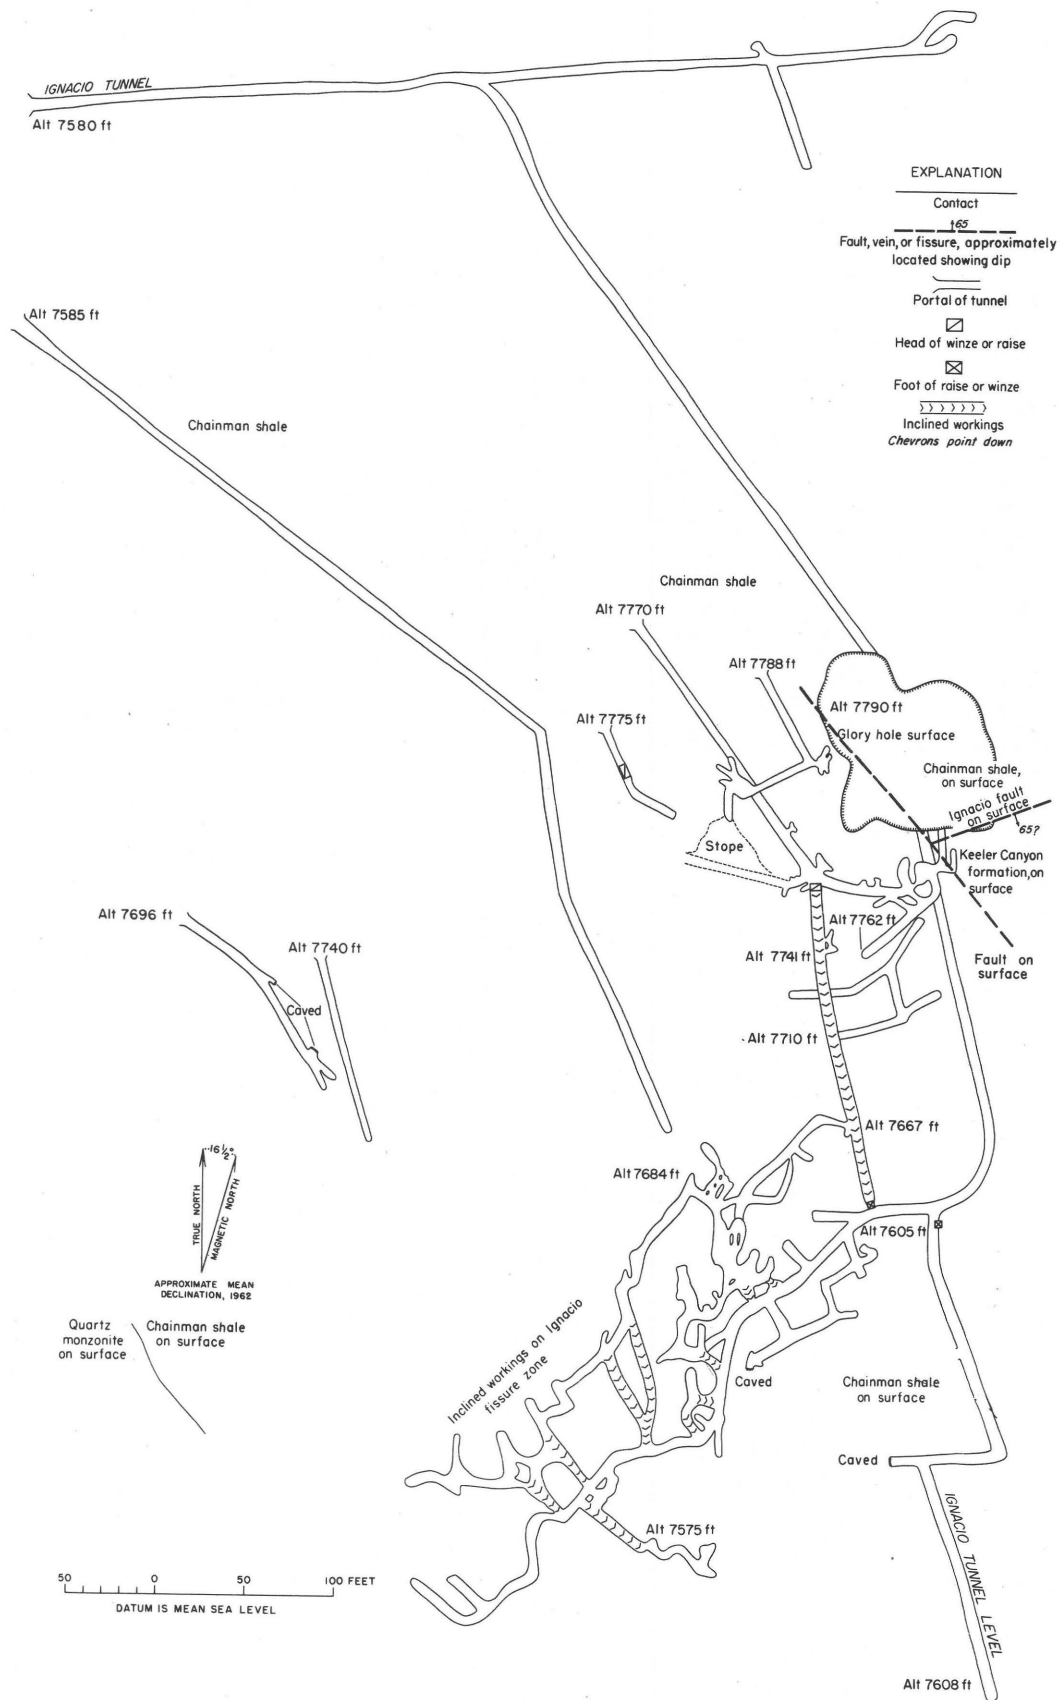 IGNACIO TUNNEL
Alt 7580 ft
EXPLANATION
Contact
65
Fault, vein, or fissure, approximately
located showing dip
Portal of tunnel
Head of winze or raise
Foot of raise or winze
Inclined workings
Chevrons point down
Alt 7585 ft
Chainman shale
Chainman shale
Alt 7770 ft
Alt 7788 ft
Alt 7775 ft
Alt 7790 ft
Glory hole surface
Chainman shale,
on surface
Ignacio fault
on surface
65?
Stope
Keeler Canyon
formation, on
surface
Alt 7696 ft
Alt 7762 ft
Alt 7740 ft
Alt 7741 ft
Fault on
surface
Caved
Alt 7710 ft
Alt 7667 ft
16 1/2°
TRUE NORTH
MAGNETIC NORTH
Alt 7684 ft
Alt 7605 ft
APPROXIMATE MEAN
DECLINATION, 1962
Quartz
monzonite
on surface
Chainman shale
on surface
Inclined workings on Ignacio
fissure zone
Caved
Chainman shale
on surface
Caved
IGNACIO TUNNEL LEVEL
Alt 7575 ft
50 0 50 100 FEET
DATUM IS MEAN SEA LEVEL
Alt 7608 ft